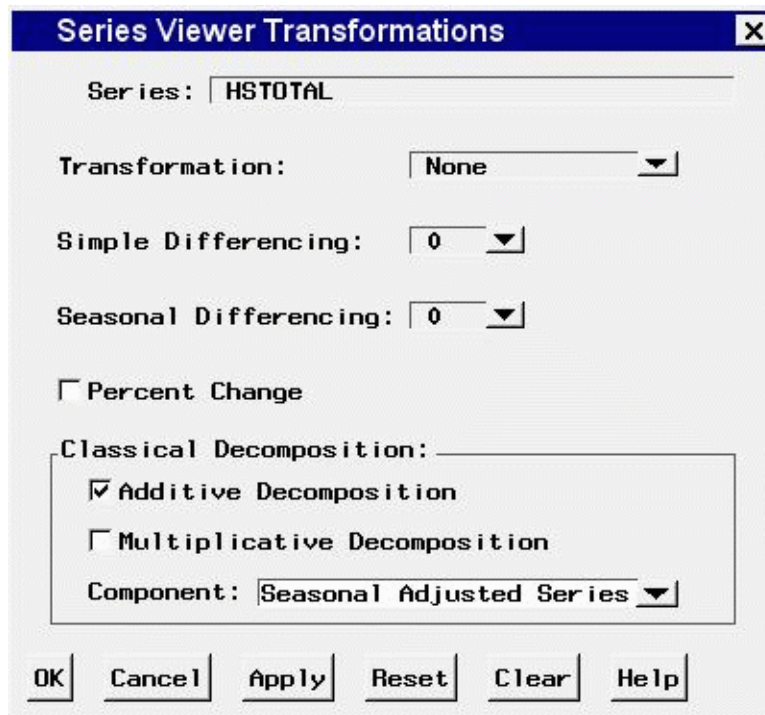 Series Viewer Transformations
Series: HSTOTAL
Transformation: None
Simple Differencing: 0
Seasonal Differencing: 0
Percent Change
Classical Decomposition:
Additive Decomposition
Multiplicative Decomposition
Component: Seasonal Adjusted Series
OK Cancel Apply Reset Clear Help